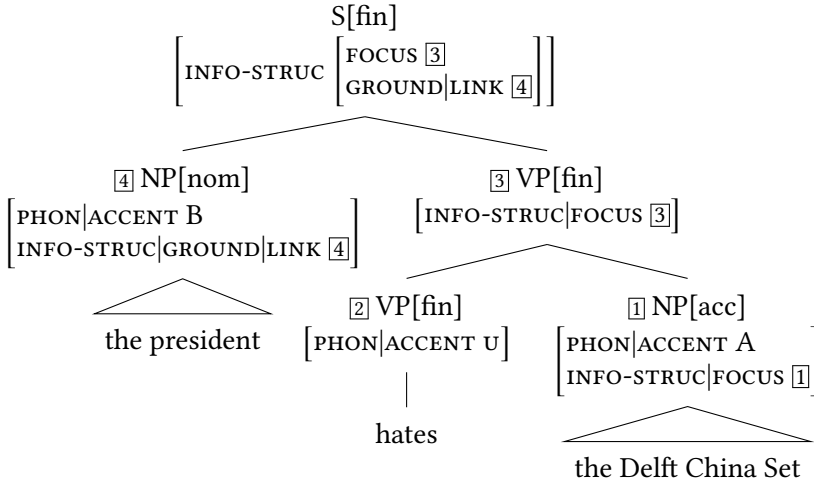 S[fin]
[INFO-STRUC [FOCUS 3
GROUND|LINK 4]]
4 NP[nom]
[PHON|ACCENT B
INFO-STRUC|GROUND|LINK 4]
3 VP[fin]
[INFO-STRUC|FOCUS 3]
the president
2 VP[fin]
[PHON|ACCENT U]
hates
1 NP[acc]
[PHON|ACCENT A
INFO-STRUC|FOCUS 1]
the Delft China Set